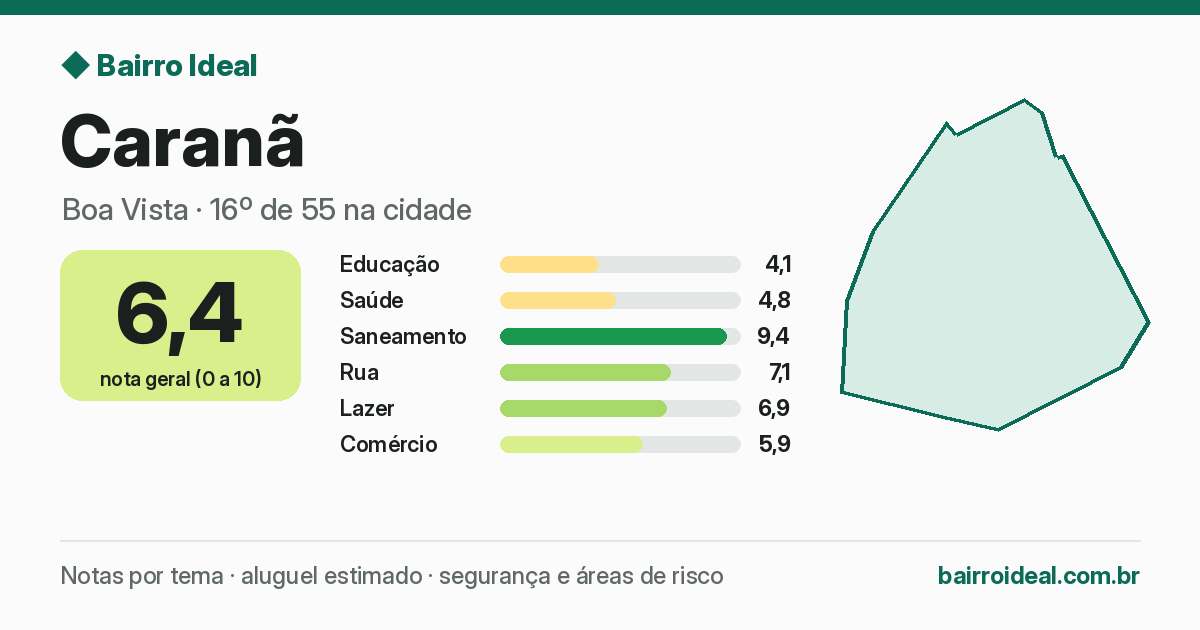 Bairro Ideal
Caranã
Boa Vista · 16º de 55 na cidade
6,4
nota geral (0 a 10)
Educação 4,1
Saúde 4,8
Saneamento 9,4
Rua 7,1
Lazer 6,9
Comércio 5,9
Notas por tema · aluguel estimado · segurança e áreas de risco
bairroideal.com.br